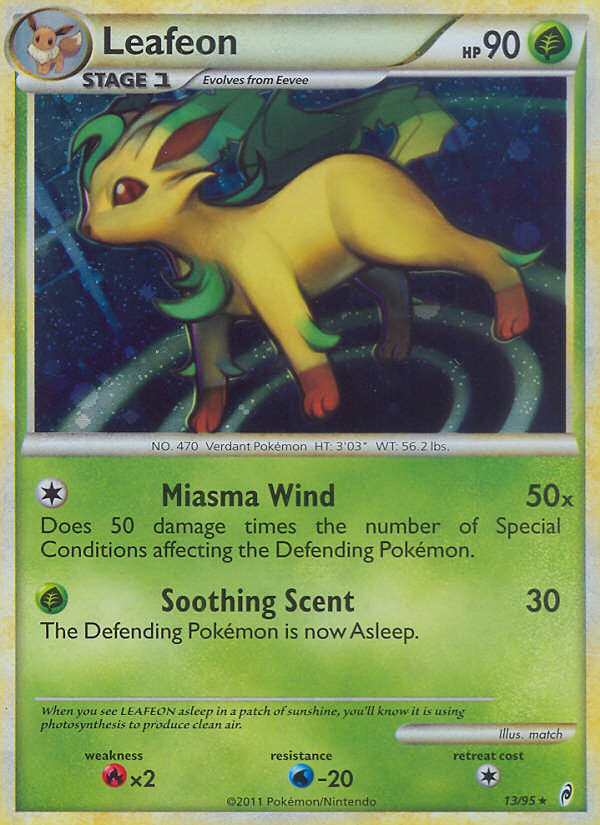 Leafeon
HP 90
STAGE 1
Evolves from Eevee
NO. 470 Verdant Pokémon HT: 3'03" WT: 56.2 lbs.
Miasma Wind 50x
Does 50 damage times the number of Special
Conditions affecting the Defending Pokémon.
Soothing Scent 30
The Defending Pokémon is now Asleep.
When you see LEAFEON asleep in a patch of sunshine, you'll know it is using
photosynthesis to produce clean air.
Illus. match
weakness resistance retreat cost
×2 -20
©2011 Pokémon/Nintendo 13/95 ★